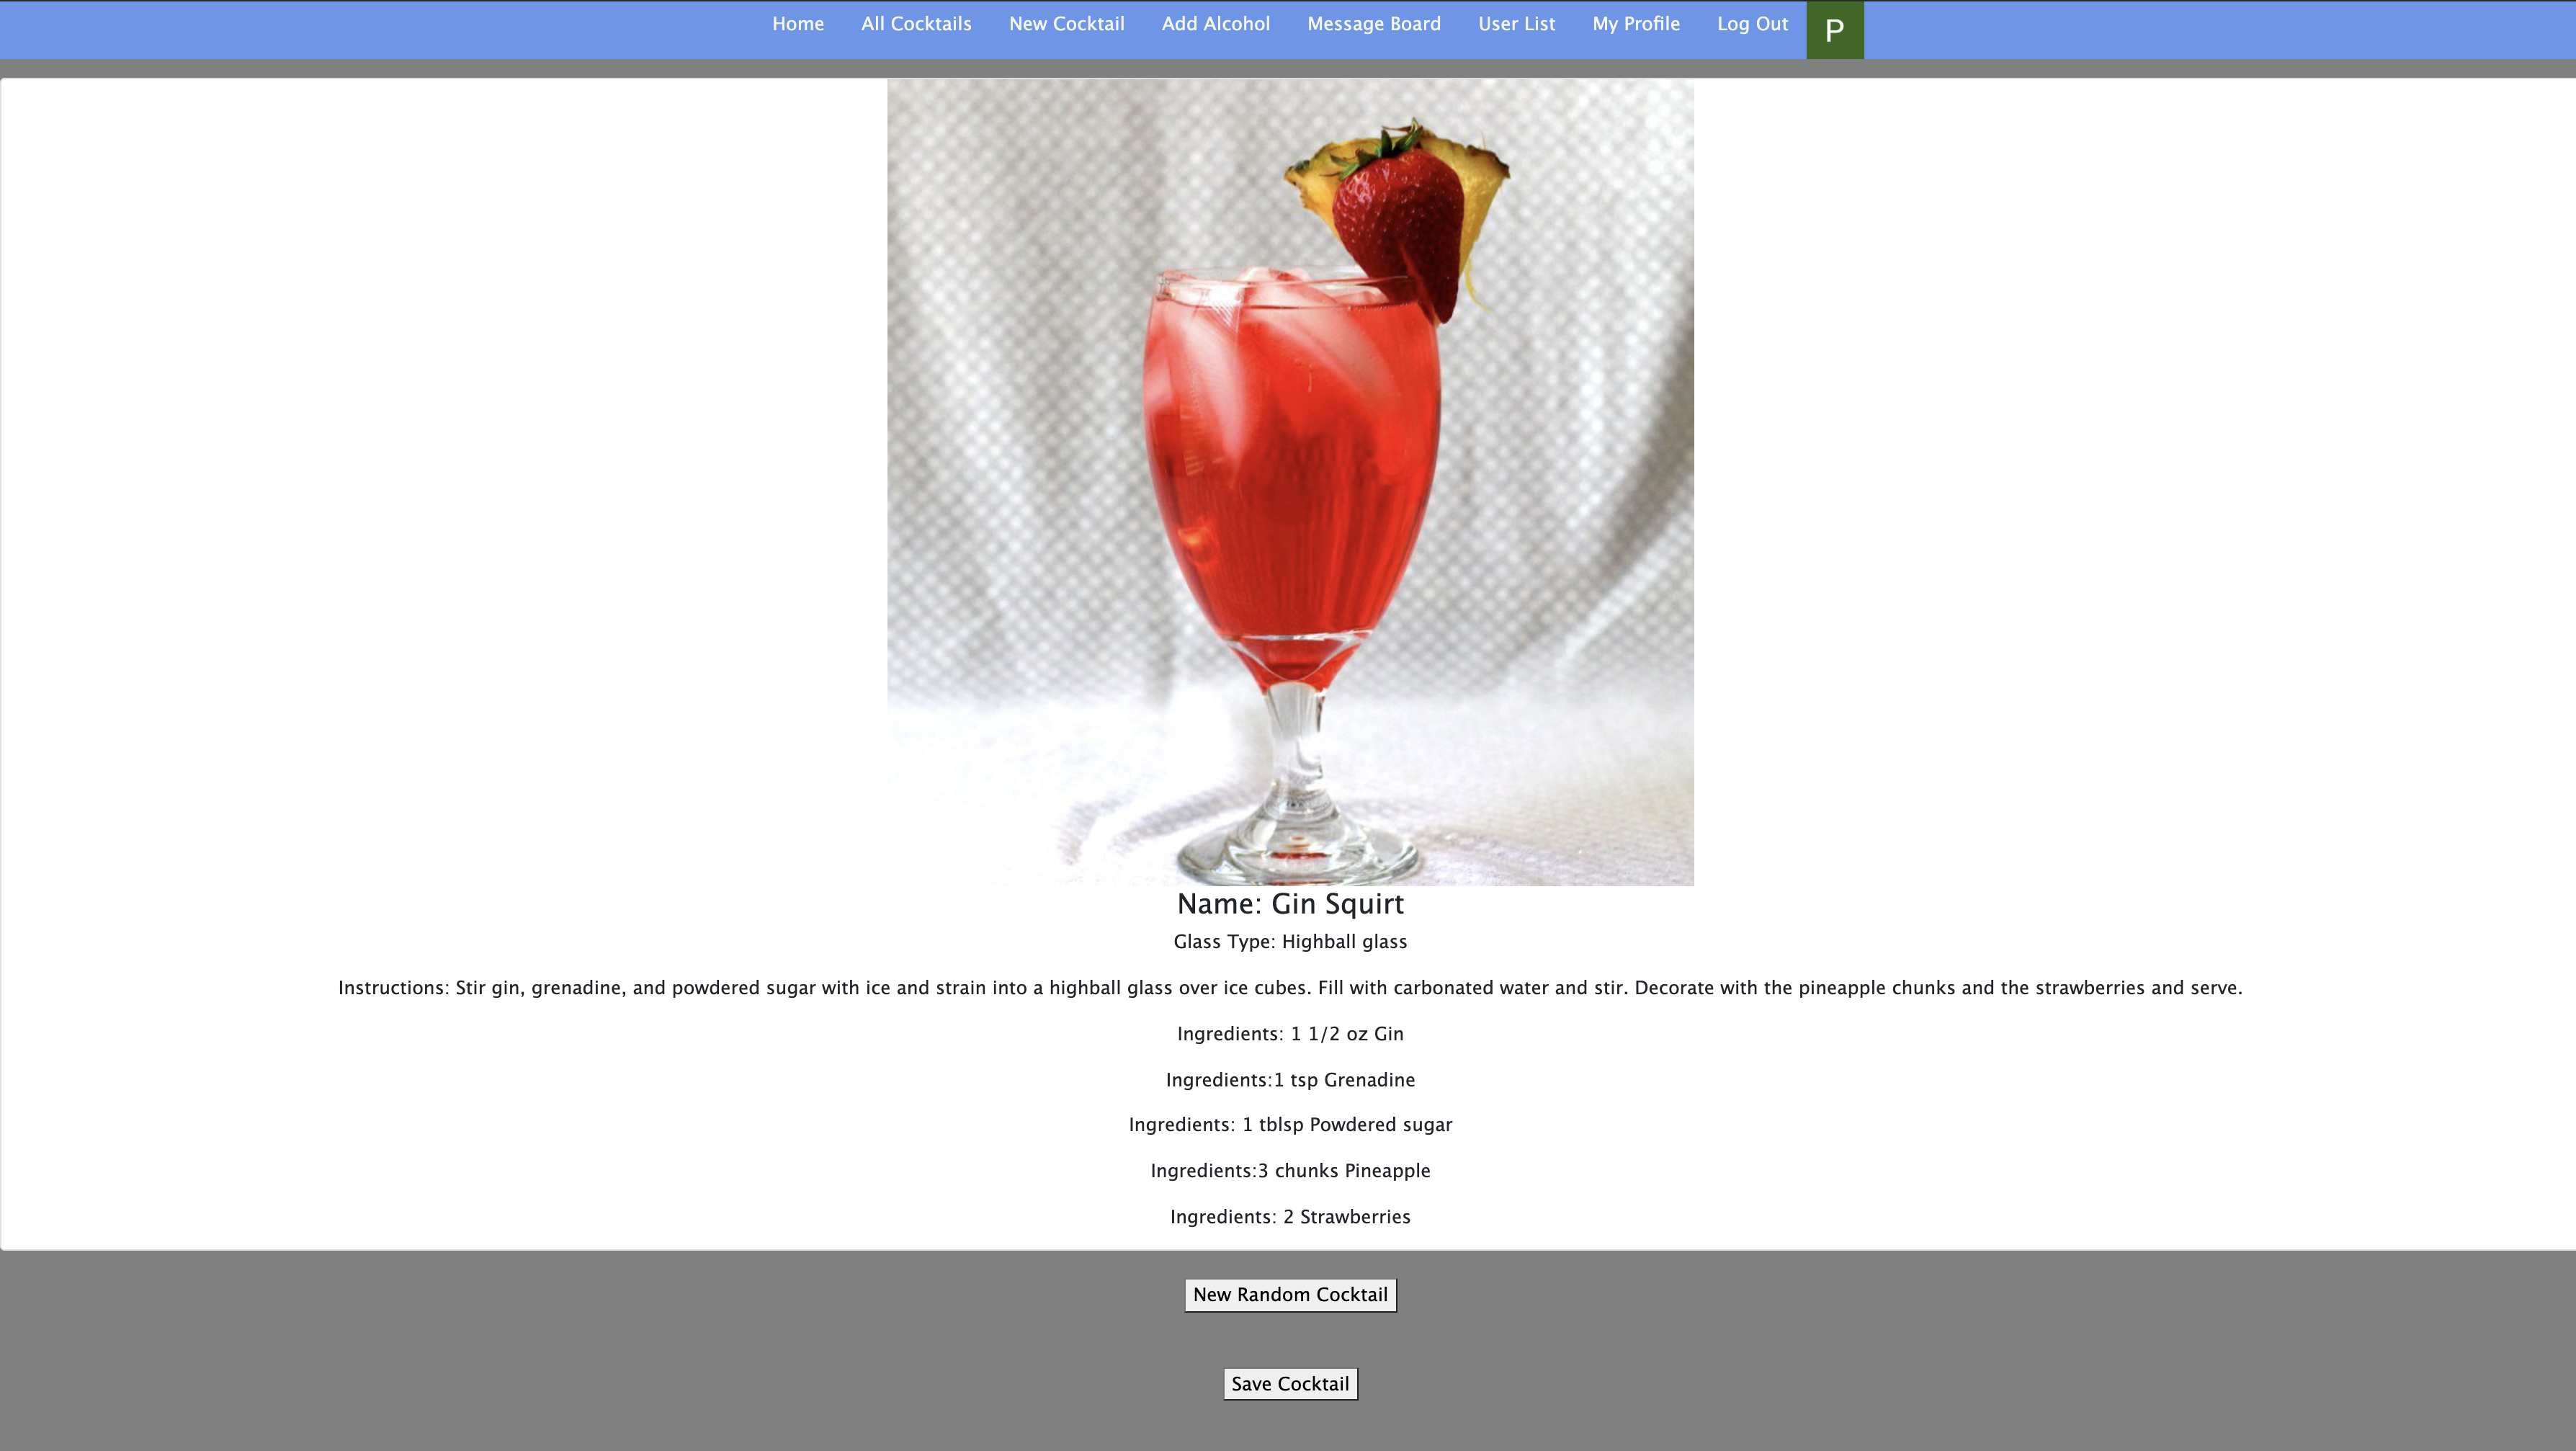 Home All Cocktails New Cocktail Add Alcohol Message Board User List My Profile Log Out P
Name: Gin Squirt
Glass Type: Highball glass
Instructions: Stir gin, grenadine, and powdered sugar with ice and strain into a highball glass over ice cubes. Fill with carbonated water and stir. Decorate with the pineapple chunks and the strawberries and serve.
Ingredients: 1 1/2 oz Gin
Ingredients:1 tsp Grenadine
Ingredients: 1 tblsp Powdered sugar
Ingredients:3 chunks Pineapple
Ingredients: 2 Strawberries
New Random Cocktail
Save Cocktail